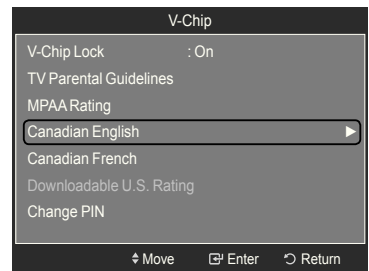 V-Chip
V-Chip Lock : On
TV Parental Guidelines
MPAA Rating
Canadian English ►
Canadian French
Downloadable U.S. Rating
Change PIN
Move Enter Return